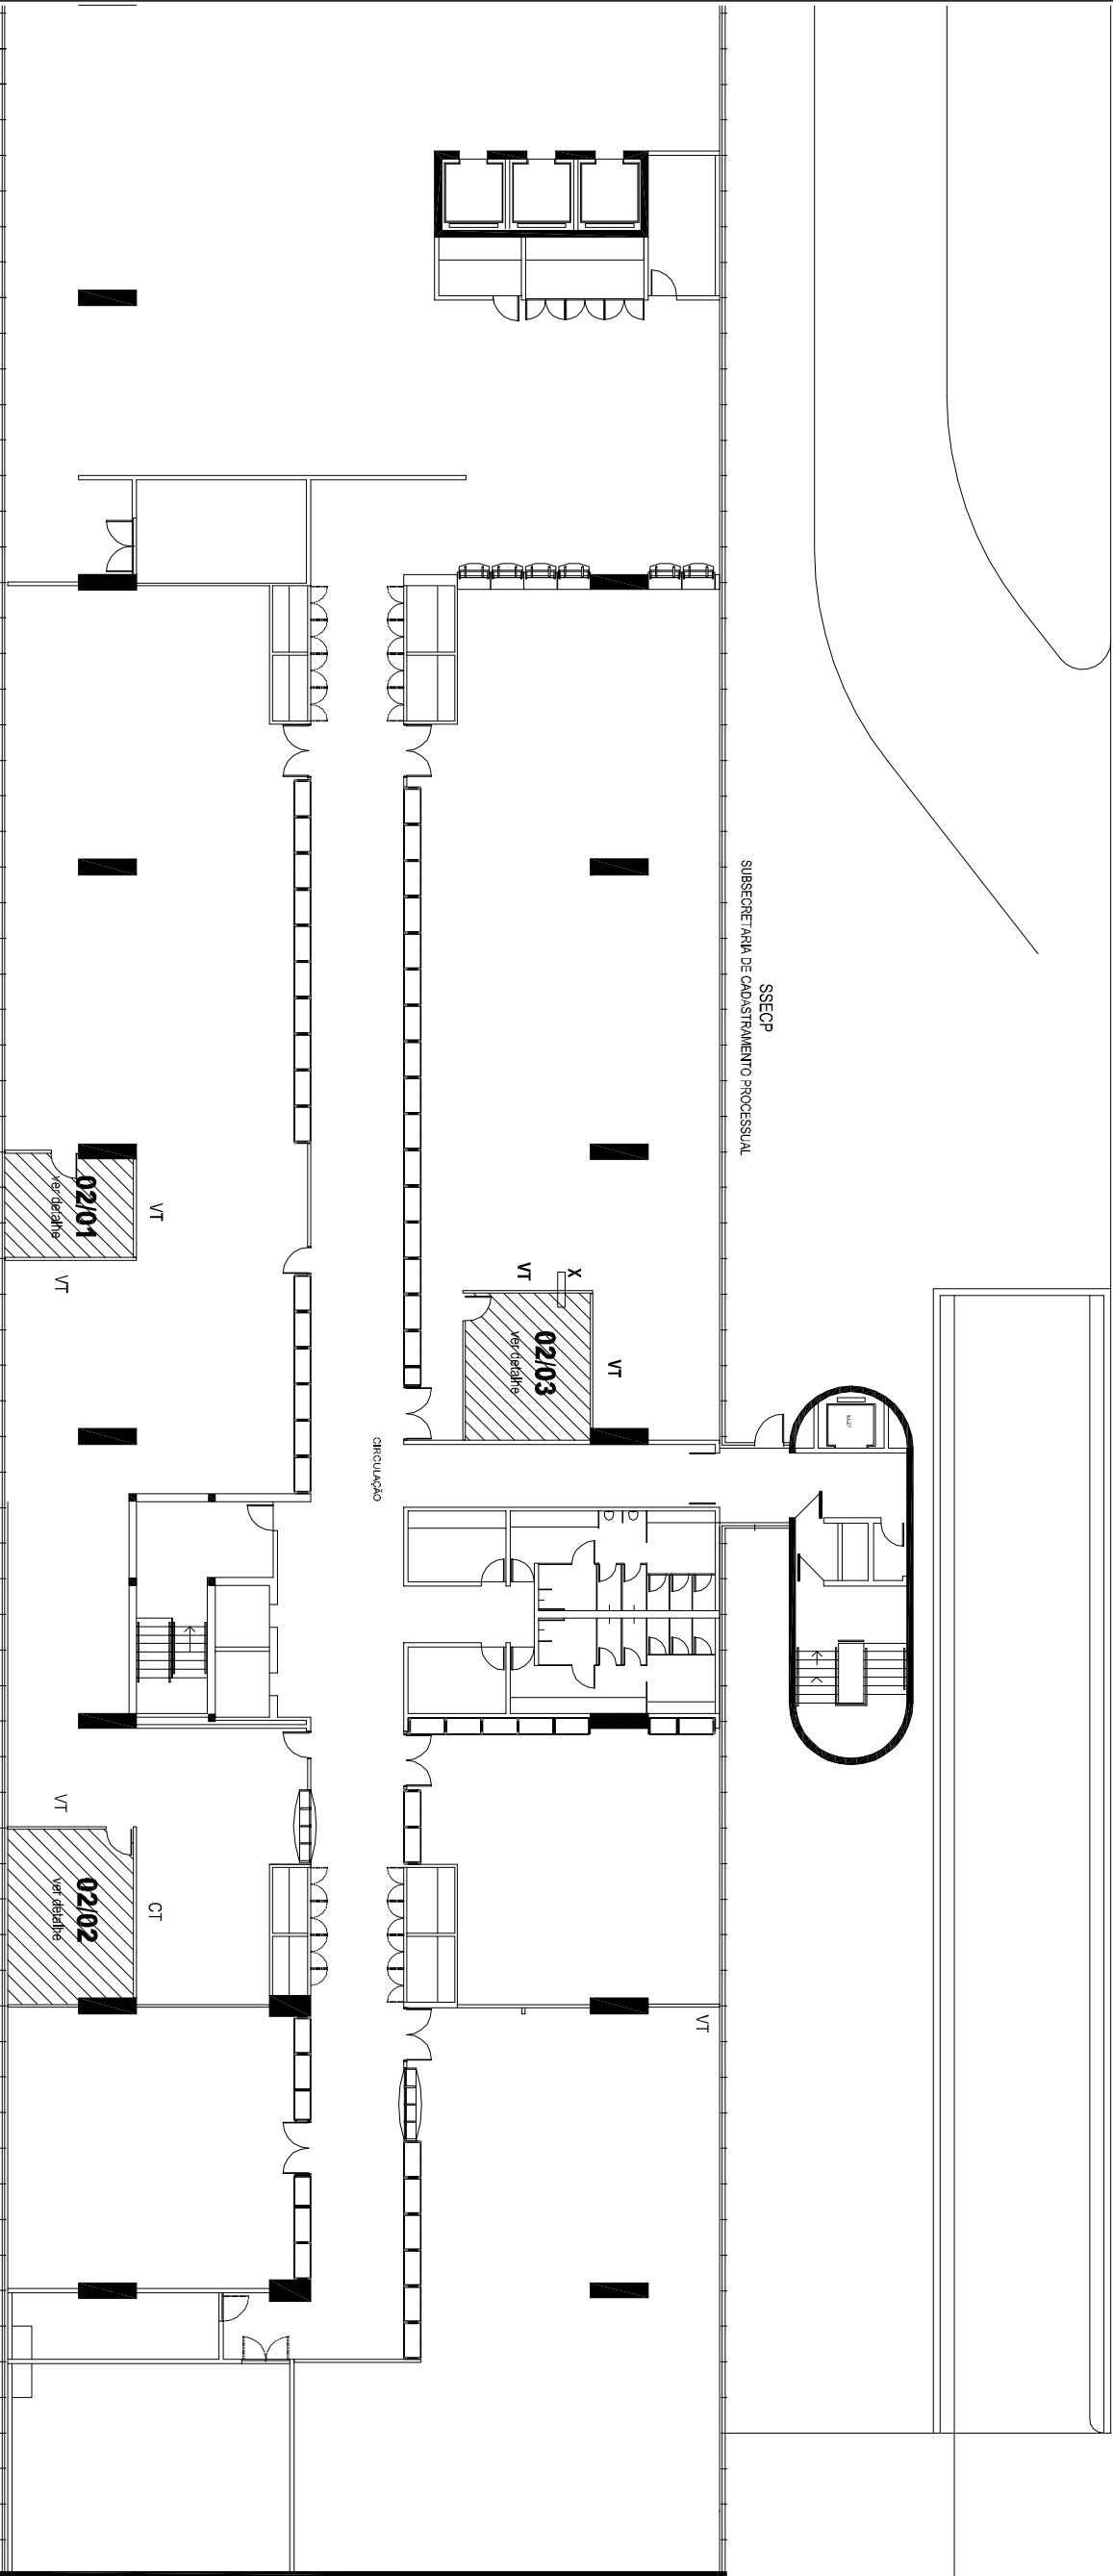 SSECP
SUBSECRETARIA DE CADASTRAMENTO PROCESSUAL
VT
02/01
ver detalhe
VT
X
VT
VT
02/03
ver detalhe
CIRCULAÇÃO
VT
CT
02/02
ver detalhe
VT